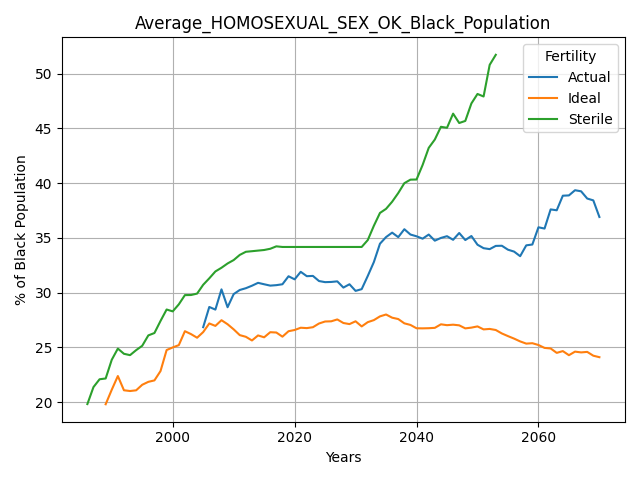 Average_HOMOSEXUAL_SEX_OK_Black_Population
Fertility
Actual
Ideal
Sterile
% of Black Population
50
45
40
35
30
25
20
2000
2020
2040
2060
Years